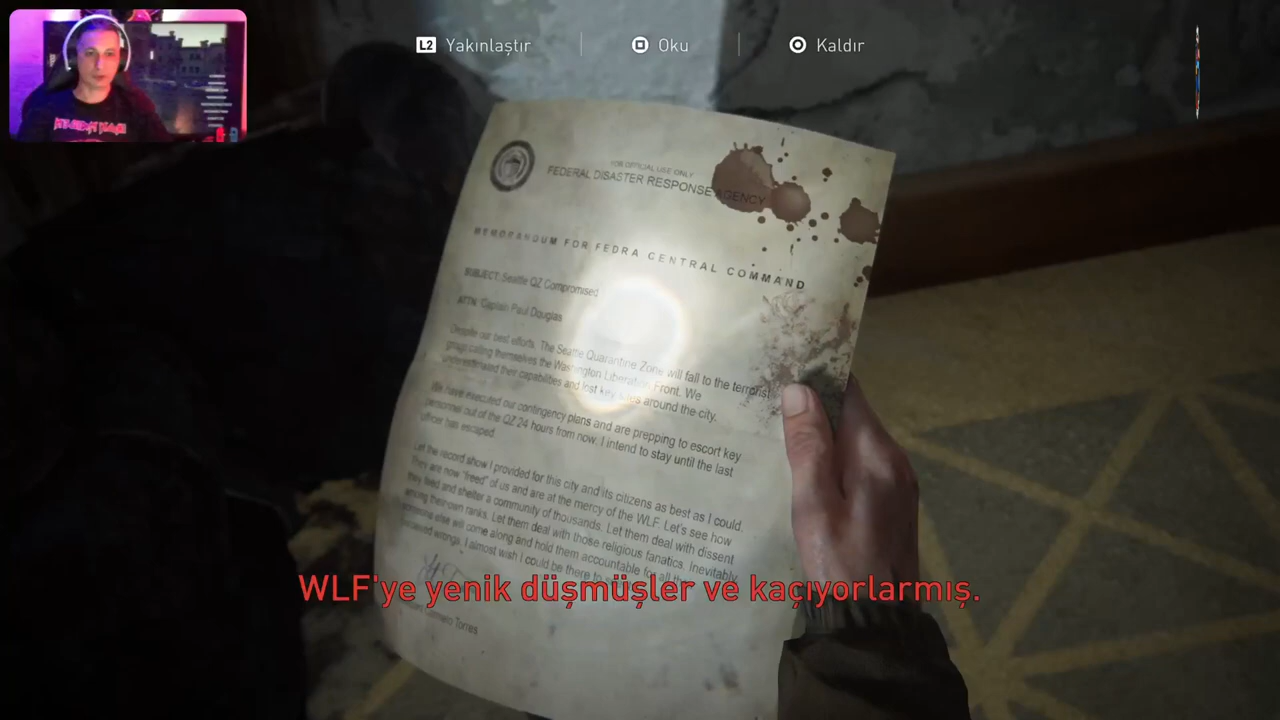 L2 Yakınlaştır
Oku
Kaldır
FOR OFFICIAL USE ONLY
FEDERAL DISASTER RESPONSE AGENCY
MEMORANDUM FOR FEDRA CENTRAL COMMAND
SUBJECT: Seattle QZ Compromised
ATTN: Captain Paul Douglas
Despite our best efforts, The Seattle Quarantine Zone will fall to the terrorist
group calling themselves the Washington Liberation Front. We
underestimated their capabilities and lost key sites around the city.
We have executed our contingency plans and are prepping to escort key
personnel out of the QZ 24 hours from now. I intend to stay until the last
officer has escaped.
Let the record show I provided for this city and its citizens as best as I could.
They are now "freed" of us and are at the mercy of the WLF. Let's see how
they feed and shelter a community of thousands. Let them deal with dissent
among their own ranks. Let them deal with those religious fanatics. Inevitably
someone else will come along and hold them accountable for all
perceived wrongs. I almost wish I could be there to
WLF'ye yenik düşmüşler ve kaçıyorlarmış.
Torres